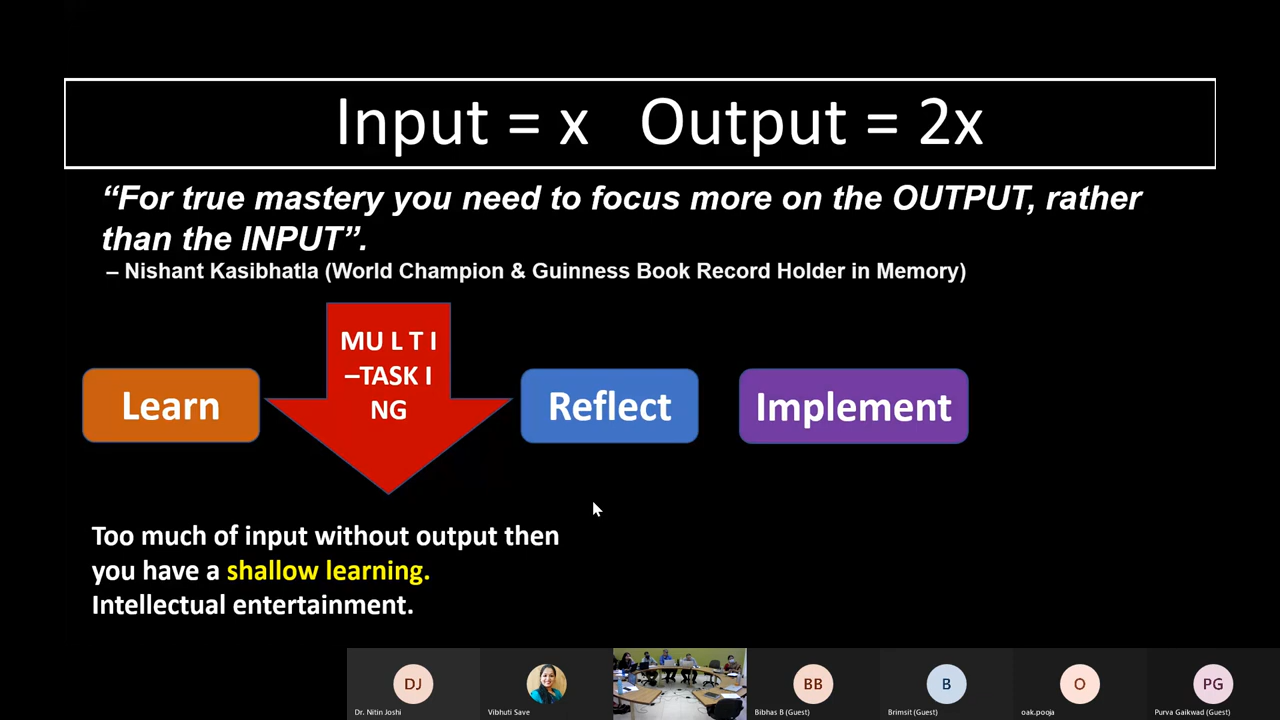 Input = x Output = 2x
“For true mastery you need to focus more on the OUTPUT, rather
than the INPUT”.
– Nishant Kasibhatla (World Champion & Guinness Book Record Holder in Memory)
MU L T I
–TASK I
NG
Learn
Reflect
Implement
Too much of input without output then
you have a shallow learning.
Intellectual entertainment.
DJ
BB
B
O
PG
Dr. Nitin Joshi
Vibhuti Save
Bibhas B (Guest)
Brimsit (Guest)
oak.pooja
Purva Gaikwad (Guest)